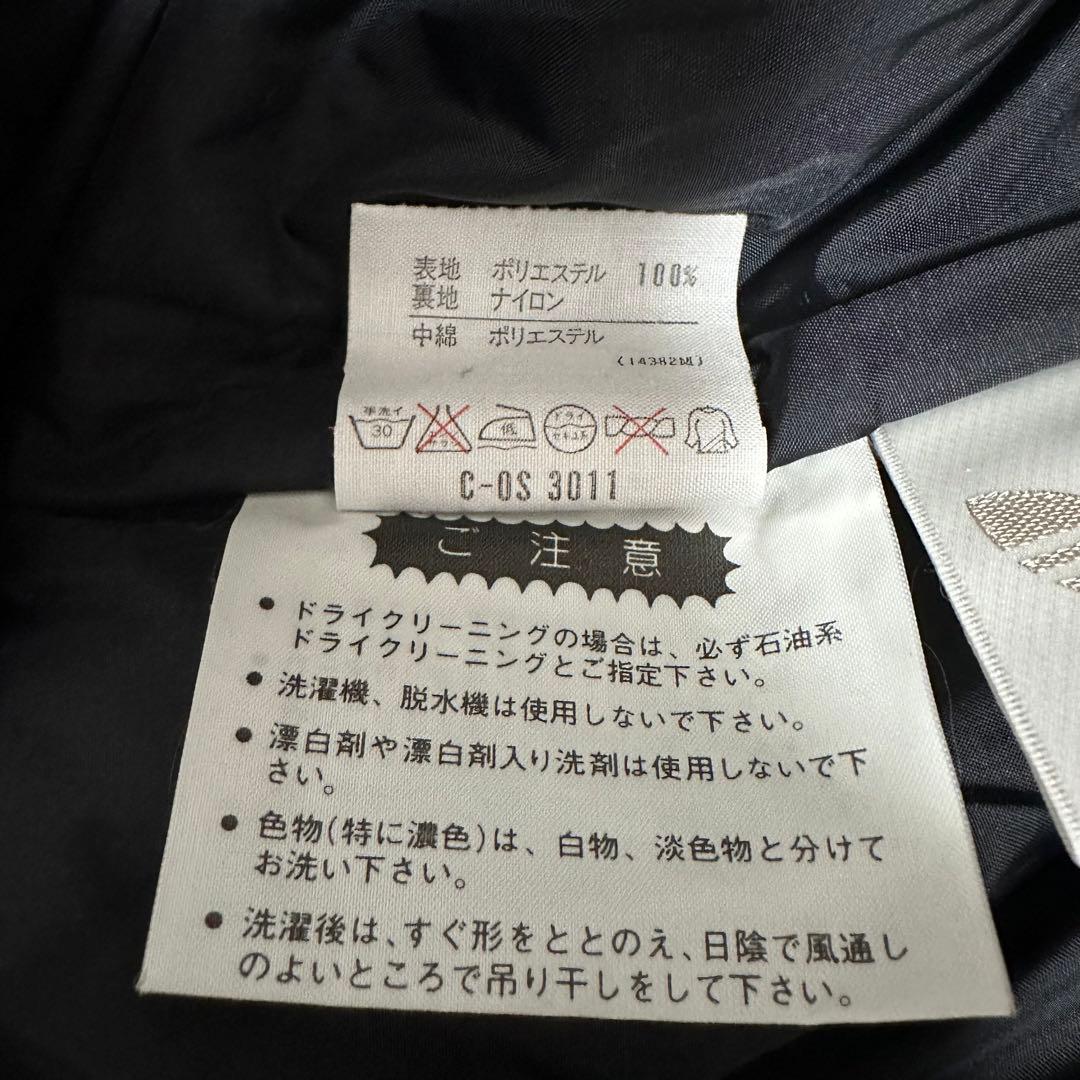 表地 ポリエステル 100%
裏地 ナイロン
中綿 ポリエステル
手洗イ
30
低
ドライ
セキユ系
C-OS 3011
ご注意
• ドライクリーニングの場合は、必ず石油系
ドライクリーニングとご指定下さい。
• 洗濯機、脱水機は使用しないで下さい。
• 漂白剤や漂白剤入り洗剤は使用しないで下
さい。
• 色物(特に濃色)は、白物、淡色物と分けて
お洗い下さい。
• 洗濯後は、すぐ形をととのえ、日陰で風通し
のよいところで吊り干しをして下さい。